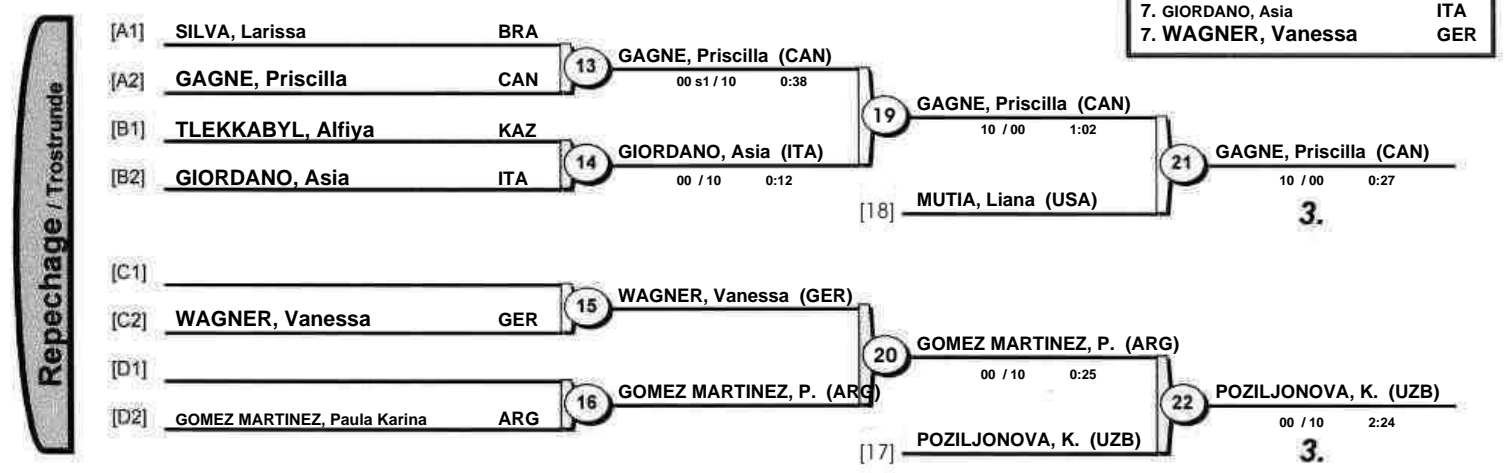 7. GIORDANO, Asia ITA
7. WAGNER, Vanessa GER
Repechage / Trostrunde
[A1] SILVA, Larissa BRA
[A2] GAGNE, Priscilla CAN
[B1] TLEKKABYL, Alfiya KAZ
[B2] GIORDANO, Asia ITA
13
GAGNE, Priscilla (CAN)
00 s1 / 10 0:38
14
GIORDANO, Asia (ITA)
00 / 10 0:12
19
GAGNE, Priscilla (CAN)
10 / 00 1:02
[18] MUTIA, Liana (USA)
21
GAGNE, Priscilla (CAN)
10 / 00 0:27
3.
[C1]
[C2] WAGNER, Vanessa GER
[D1]
[D2] GOMEZ MARTINEZ, Paula Karina ARG
15
WAGNER, Vanessa (GER)
16
GOMEZ MARTINEZ, P. (ARG)
20
GOMEZ MARTINEZ, P. (ARG)
00 / 10 0:25
[17] POZILJONOVA, K. (UZB)
22
POZILJONOVA, K. (UZB)
00 / 10 2:24
3.